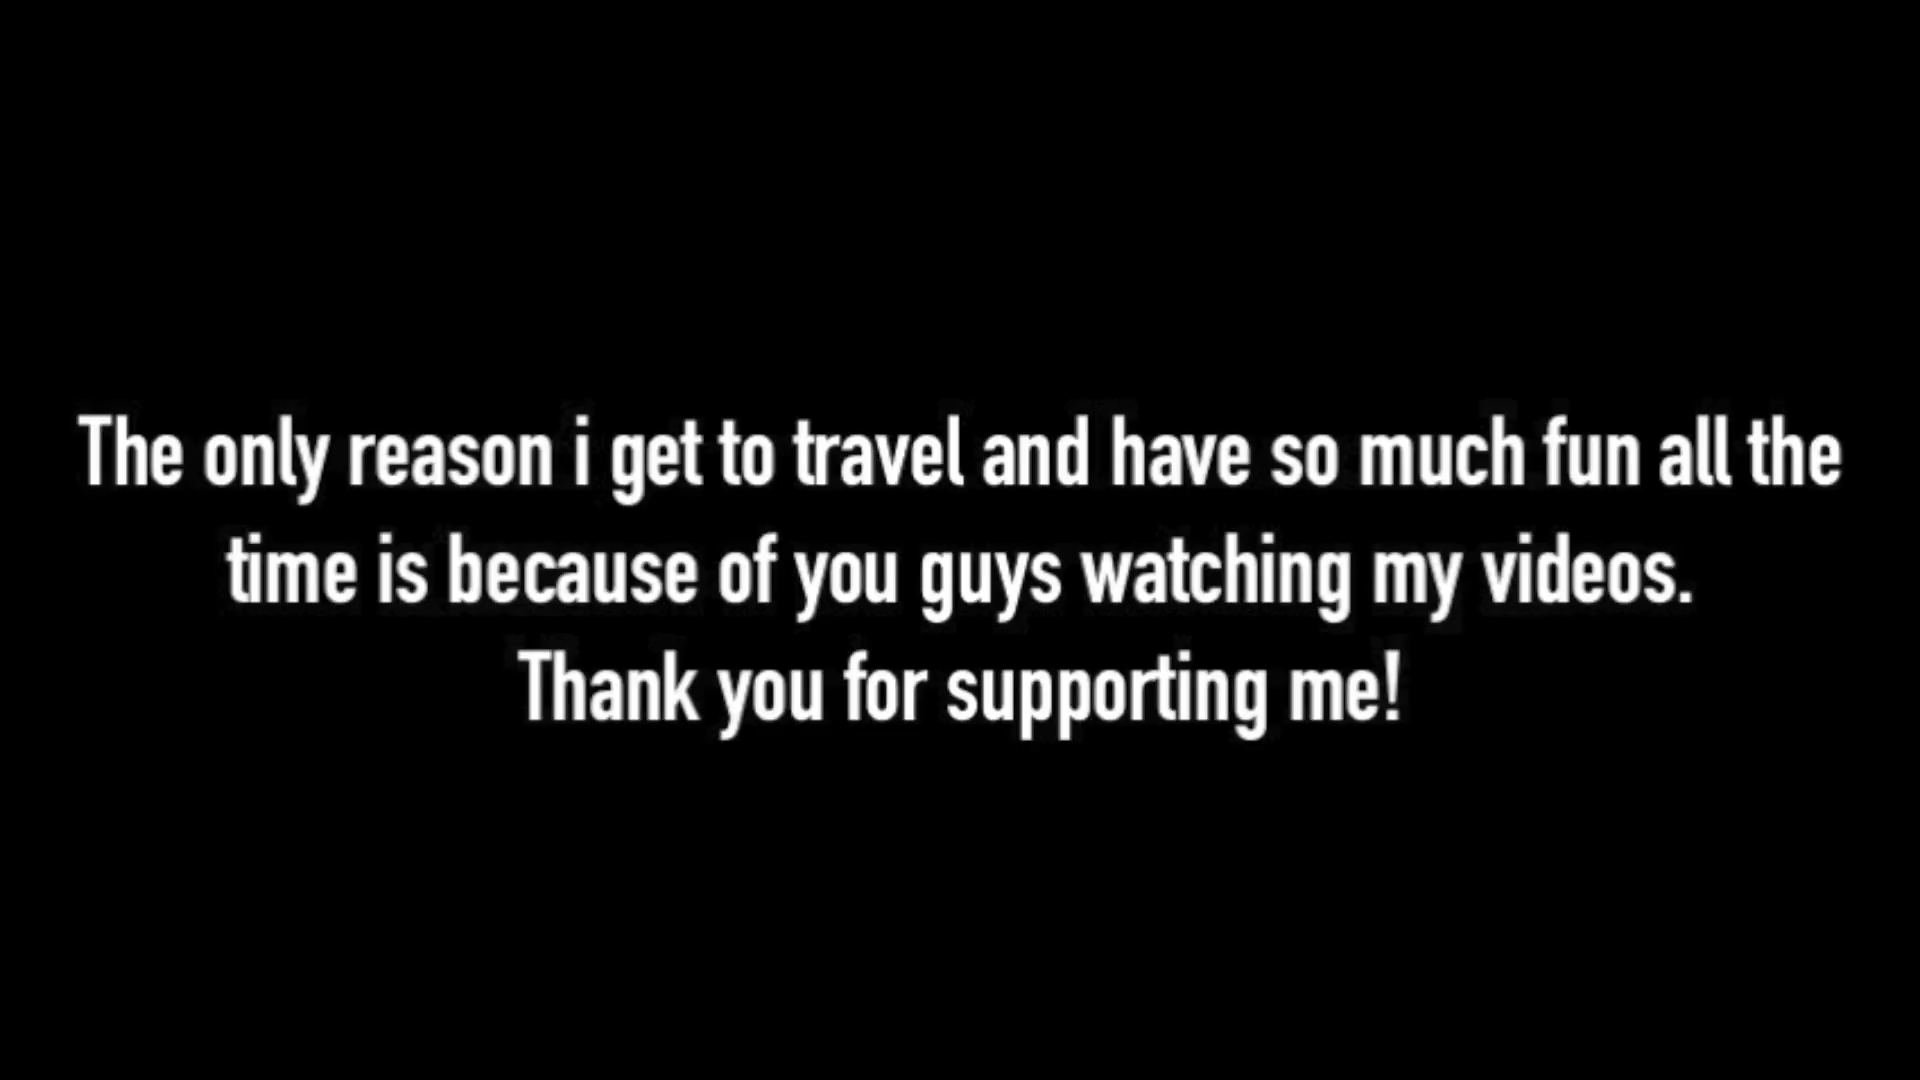 The only reason i get to travel and have so much fun all the
time is because of you guys watching my videos.
Thank you for supporting me!